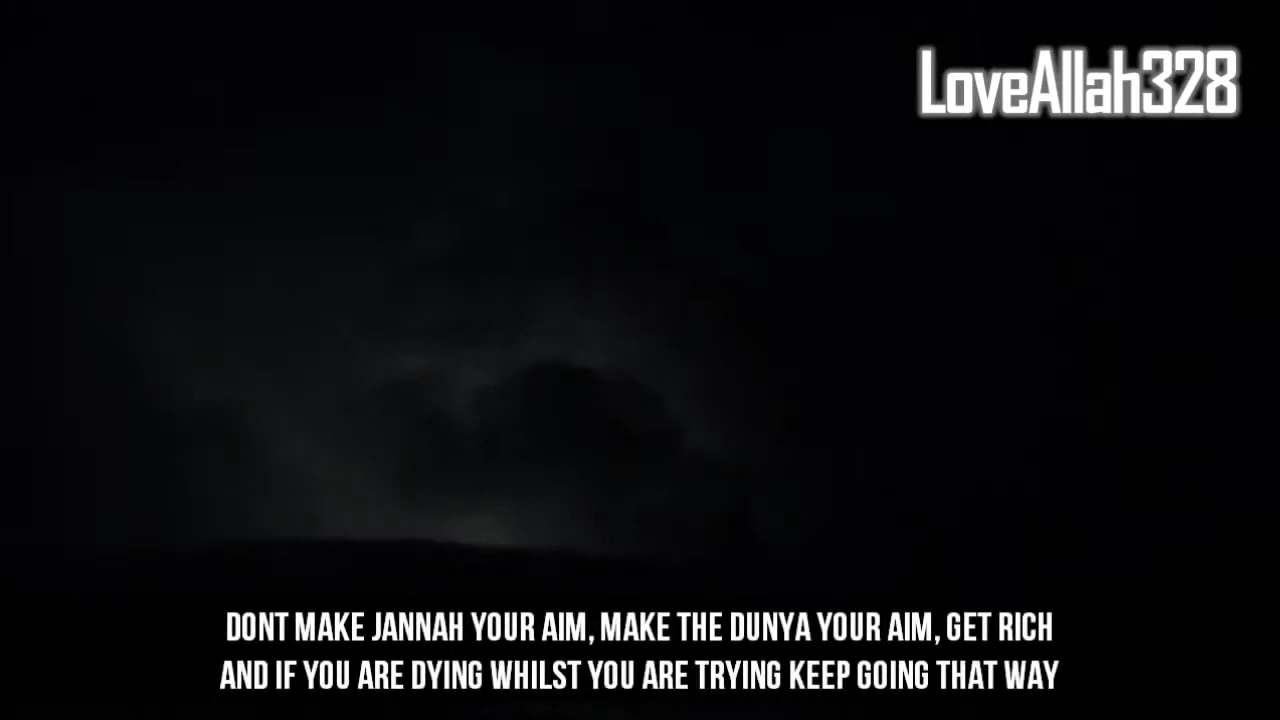 LoveAllah328
DONT MAKE JANNAH YOUR AIM, MAKE THE DUNYA YOUR AIM, GET RICH
AND IF YOU ARE DYING WHILST YOU ARE TRYING KEEP GOING THAT WAY